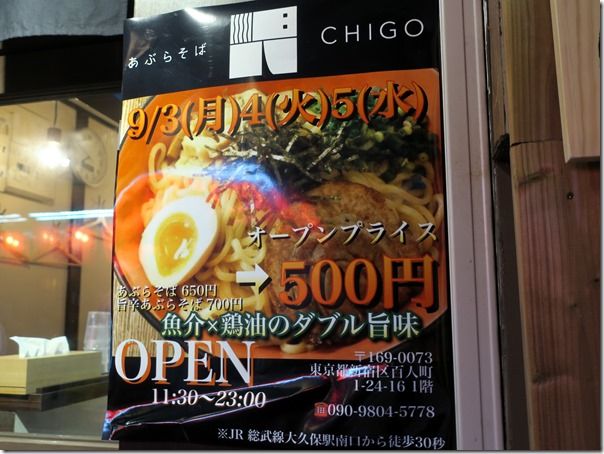 あぶらそば
CHIGO
9/3(月)4(火)5(水)
オープンプライス
あぶらそば 650円
旨辛あぶらそば 700円
→500円
魚介×鶏油のダブル旨味
OPEN
11:30～23:00
〒169-0073
東京都新宿区百人町
1-24-16 1階
☎090-9804-5778
※JR 総武線大久保駅南口から徒歩30秒